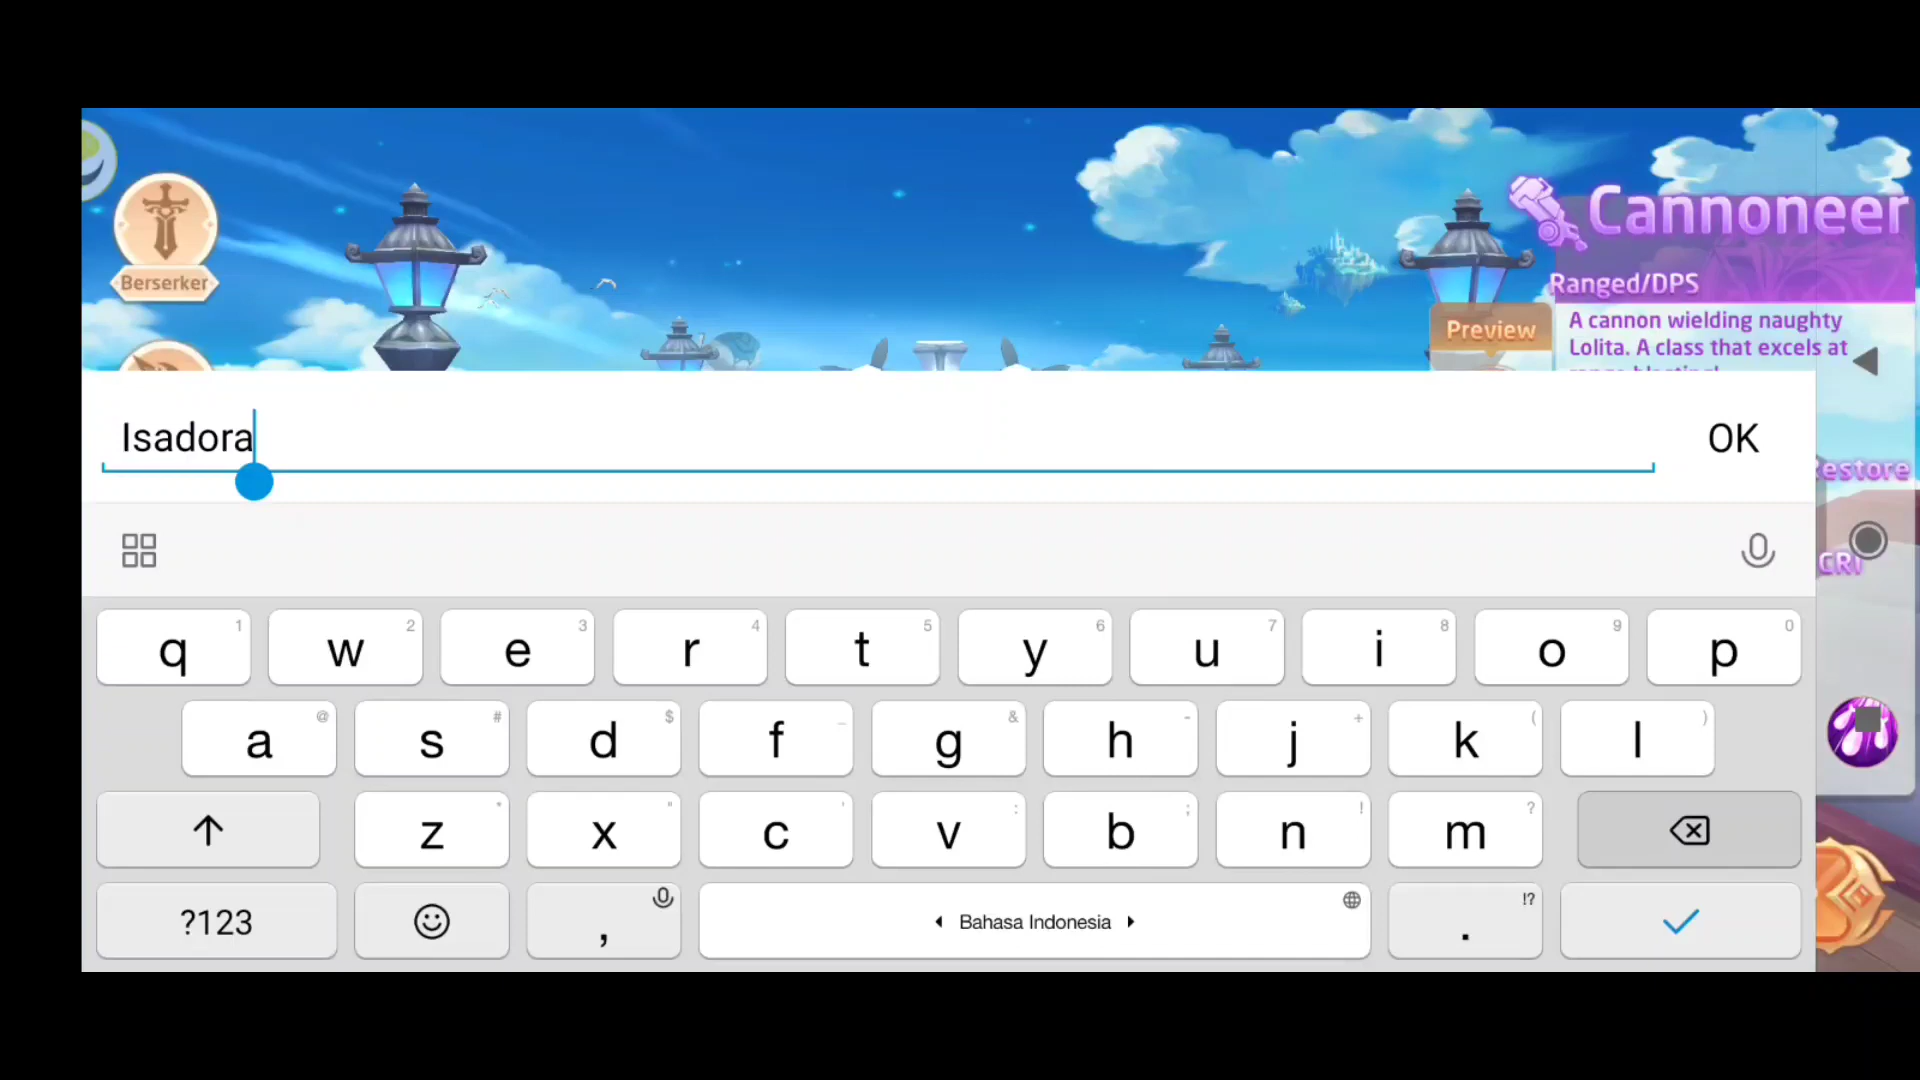 Cannoneer
Berserker
Ranged/DPS
Preview
A cannon wielding naughty
Lolita. A class that excels at
Isadora
OK
Restore
CRI
q 1 w 2 e 3 r 4 t 5 y 6 u 7 i 8 o 9 p 0
a @ s # d $ f _ g & h - j + k ( l )
z * x " c ' v : b ; n ! m ?
?123 , Bahasa Indonesia . !?